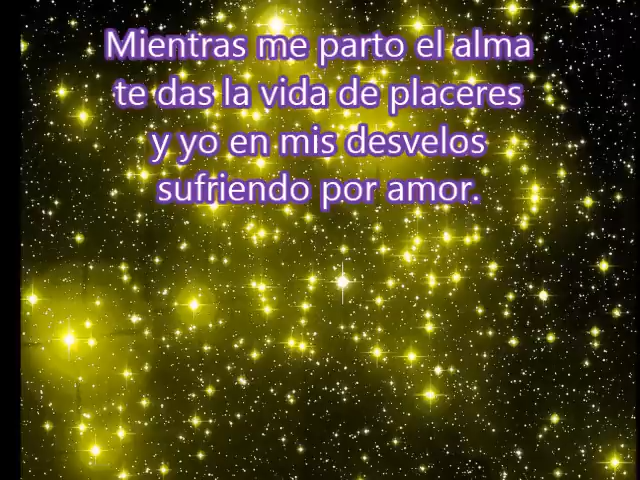 Mientras me parto el alma
te das la vida de placeres
y yo en mis desvelos
sufriendo por amor.